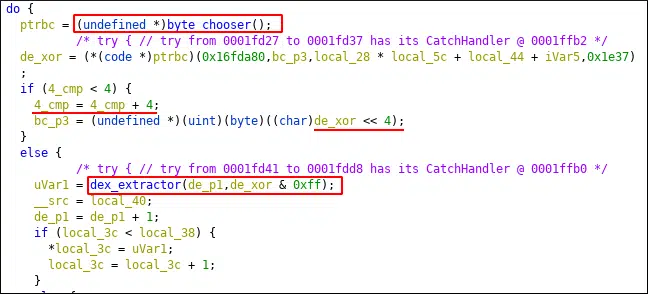 do {
ptrbc = (undefined *)byte_chooser();
/* try { // try from 0001fd27 to 0001fd37 has its CatchHandler @ 0001ffb2 */
de_xor = (*(code *)ptrbc)(0x16fda80,bc_p3,local_28 * local_5c + local_44 + iVar5,0x1e37)
;
if (4_cmp < 4) {
4_cmp = 4_cmp + 4;
bc_p3 = (undefined *)(uint)(byte)((char)de_xor << 4);
}
else {
/* try { // try from 0001fd41 to 0001fdd8 has its CatchHandler @ 0001ffb0 */
uVar1 = dex_extractor(de_p1,de_xor & 0xff);
__src = local_40;
de_p1 = de_p1 + 1;
if (local_3c < local_38) {
*local_3c = uVar1;
local_3c = local_3c + 1;
}